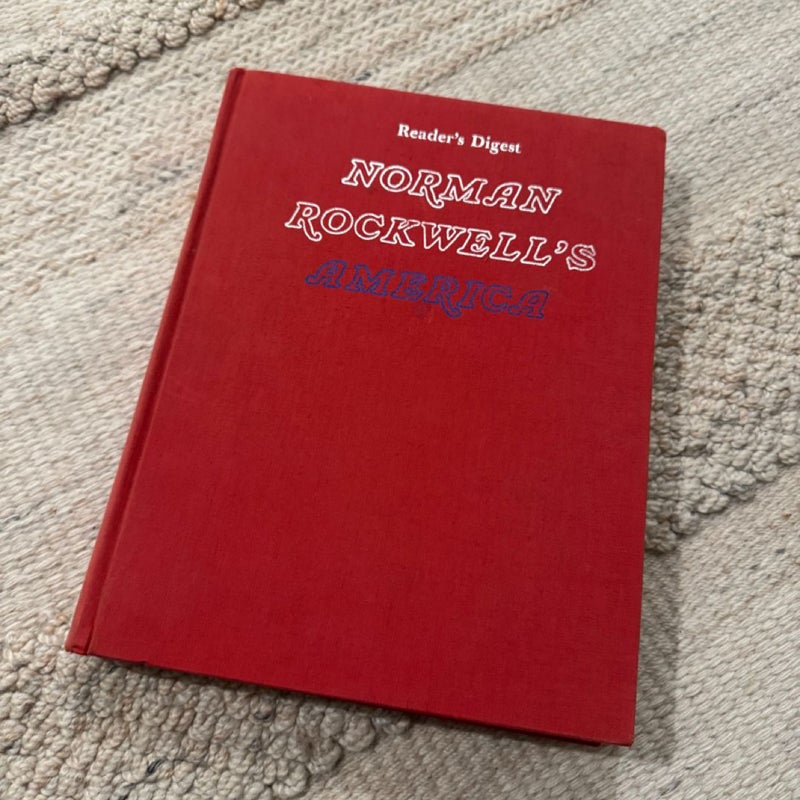 Reader's Digest
NORMAN
ROCKWELL'S
AMERICA